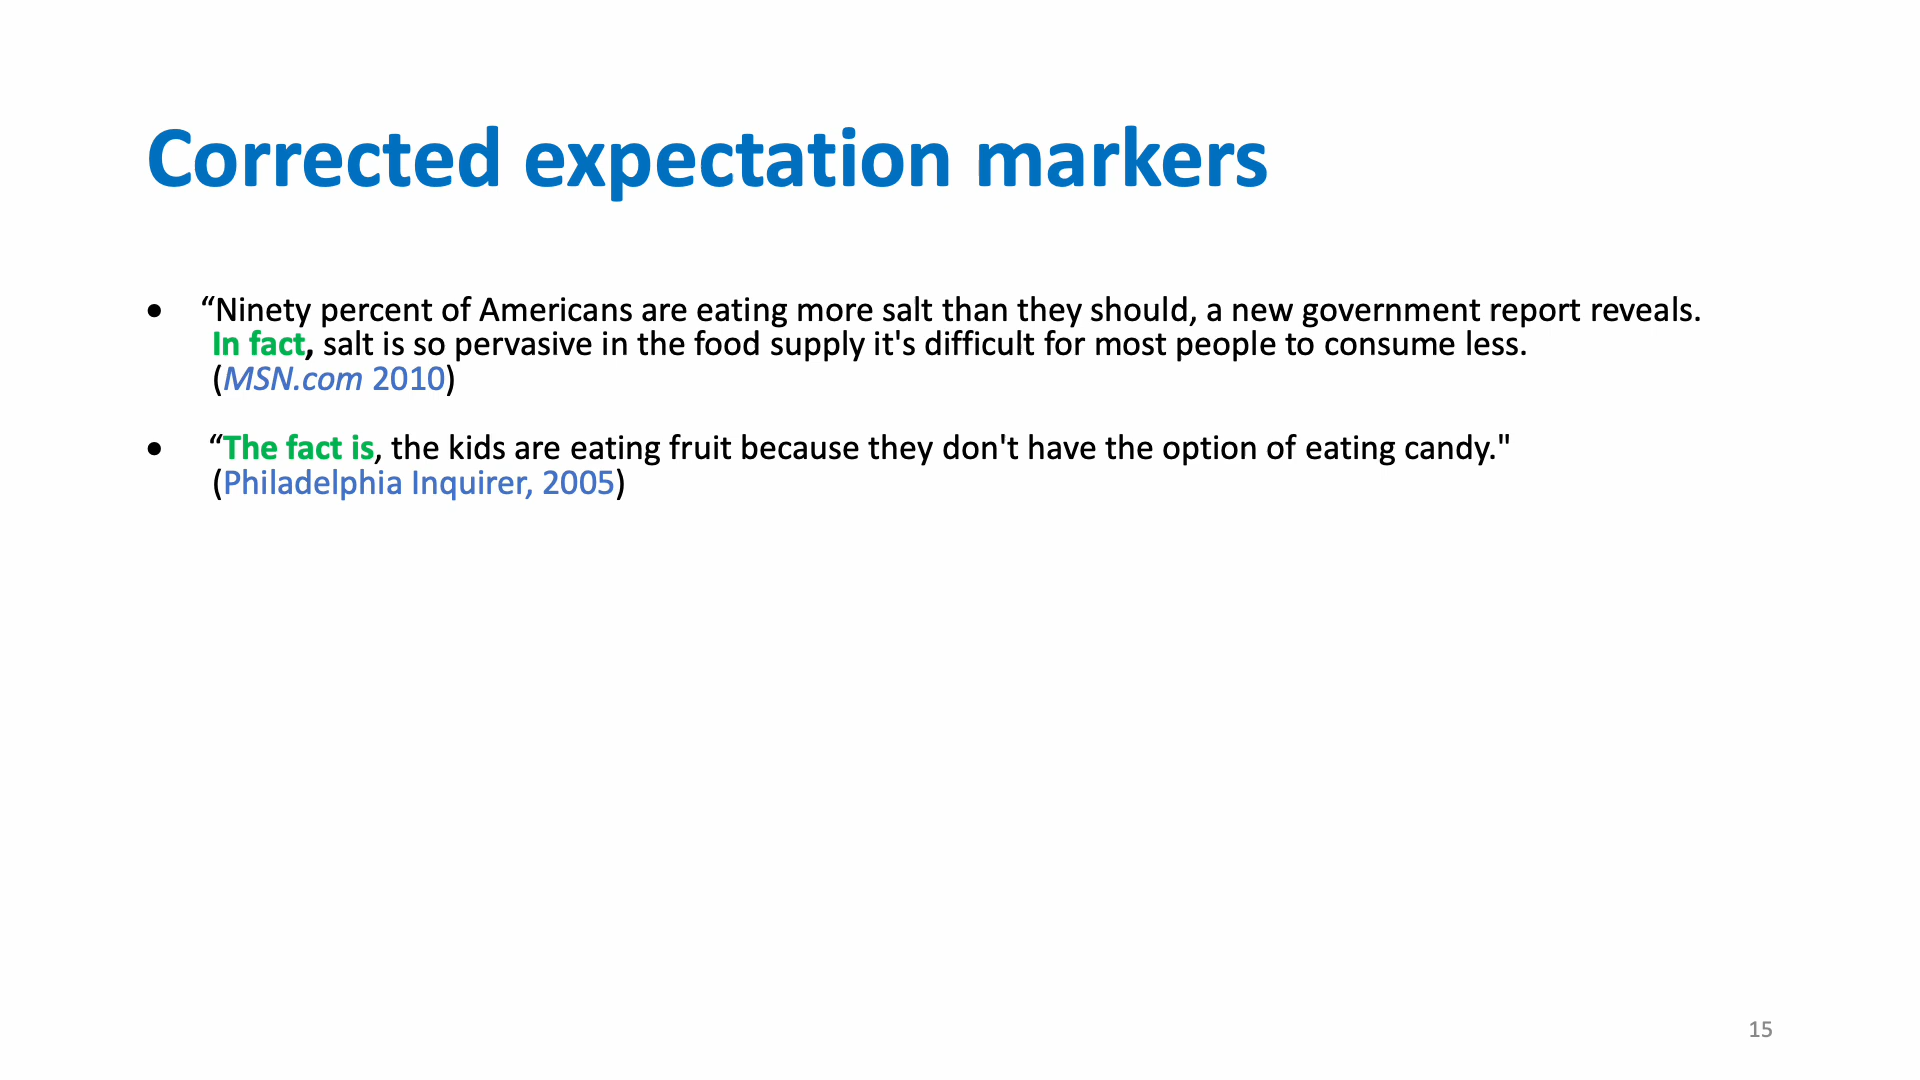 Corrected expectation markers
• “Ninety percent of Americans are eating more salt than they should, a new government report reveals.
In fact, salt is so pervasive in the food supply it's difficult for most people to consume less.
(MSN.com 2010)
• “The fact is, the kids are eating fruit because they don't have the option of eating candy."
(Philadelphia Inquirer, 2005)
15